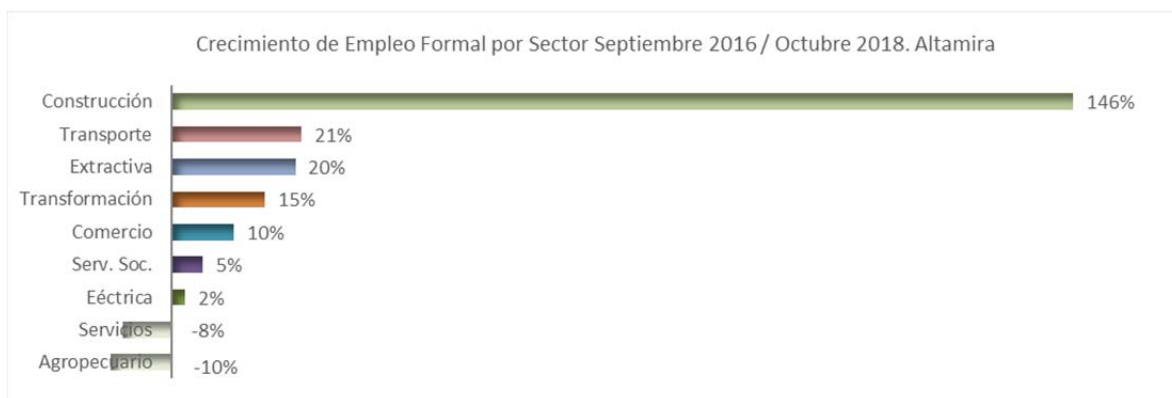 Crecimiento de Empleo Formal por Sector Septiembre 2016 / Octubre 2018. Altamira
Construcción 146%
Transporte 21%
Extractiva 20%
Transformación 15%
Comercio 10%
Serv. Soc. 5%
Eéctrica 2%
Servicios -8%
Agropecuario -10%